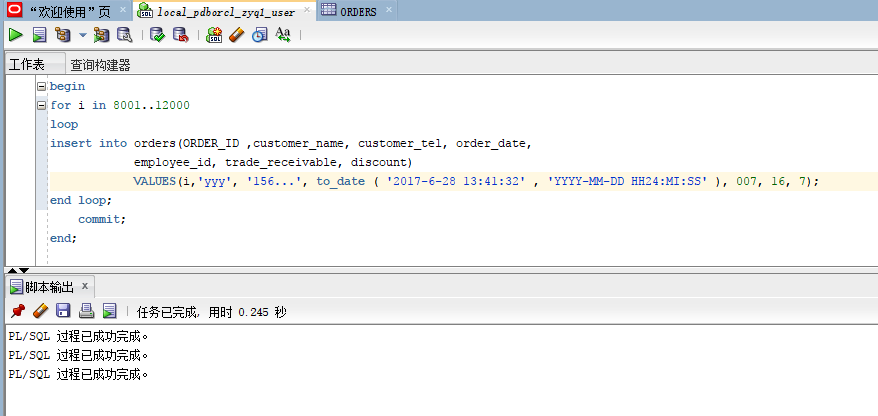 “欢迎使用”页
local_pdborcl_zyq1_user
ORDERS
工作表 查询构建器
begin
for i in 8001..12000
loop
insert into orders(ORDER_ID ,customer_name, customer_tel, order_date,
employee_id, trade_receivable, discount)
VALUES(i,'yyy', '156...', to_date ( '2017-6-28 13:41:32' , 'YYYY-MM-DD HH24:MI:SS' ), 007, 16, 7);
end loop;
commit;
end;
脚本输出 x
任务已完成, 用时 0.245 秒
PL/SQL 过程已成功完成。
PL/SQL 过程已成功完成。
PL/SQL 过程已成功完成。